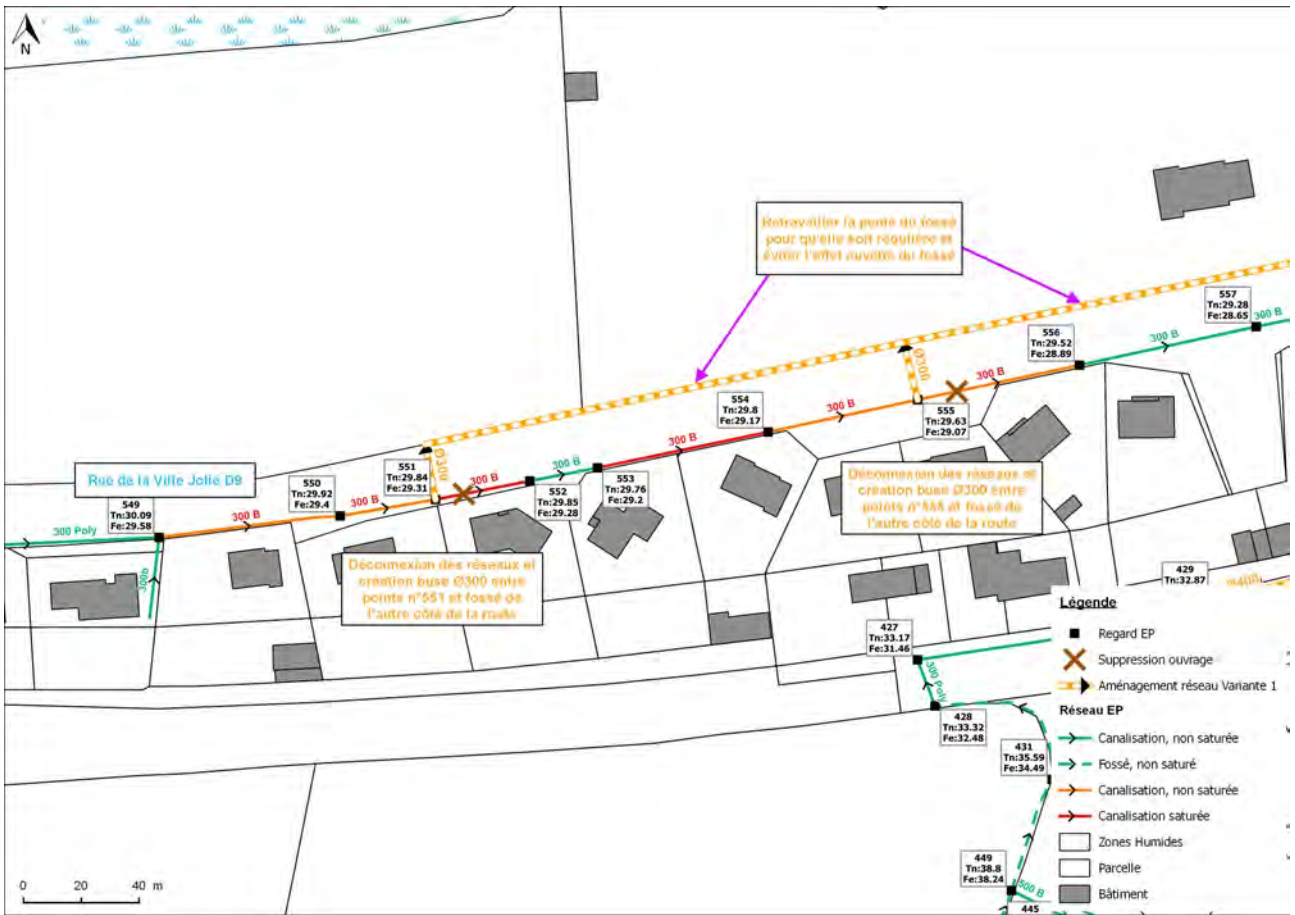 N
Retravailler la pente du fossé
pour qu'elle soit régulière et
éviter l'effet cuvette du fossé
557
Tn:29.28
Fe:28.65
300 B
300 B
556
Tn:29.52
Fe:28.89
Ø300
300 B
555
Tn:29.63
Fe:29.07
554
Tn:29.8
Fe:29.17
300 B
300 B
553
Tn:29.76
Fe:29.2
300 B
552
Tn:29.85
Fe:29.28
Ø300
300 B
551
Tn:29.84
Fe:29.31
300 B
550
Tn:29.92
Fe:29.4
300 B
Rue de la Ville Jolie D9
549
Tn:30.09
Fe:29.58
300 Poly
300b
Déconnexion des réseaux et
création buse Ø300 entre
points n°551 et fossé de
l'autre côté de la route
Déconnexion des réseaux et
création buse Ø300 entre
points n°555 et fossé de
l'autre côté de la route
429
Tn:32.87
427
Tn:33.17
Fe:31.46
300 Poly
428
Tn:33.32
Fe:32.48
431
Tn:35.59
Fe:34.49
449
Tn:38.8
Fe:38.24
500 B
445
Légende
Regard EP
Suppression ouvrage
Aménagement réseau Variante 1
Réseau EP
Canalisation, non saturée
Fossé, non saturé
Canalisation, non saturée
Canalisation saturée
Zones Humides
Parcelle
Bâtiment
0 20 40 m